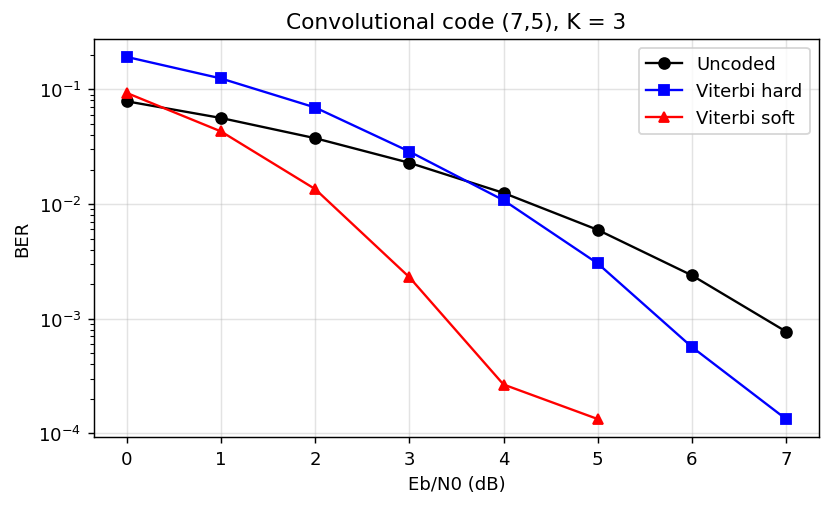 Convolutional code (7,5), K = 3
Uncoded
Viterbi hard
Viterbi soft
BER
10⁻¹
10⁻²
10⁻³
10⁻⁴
0 1 2 3 4 5 6 7
Eb/N0 (dB)